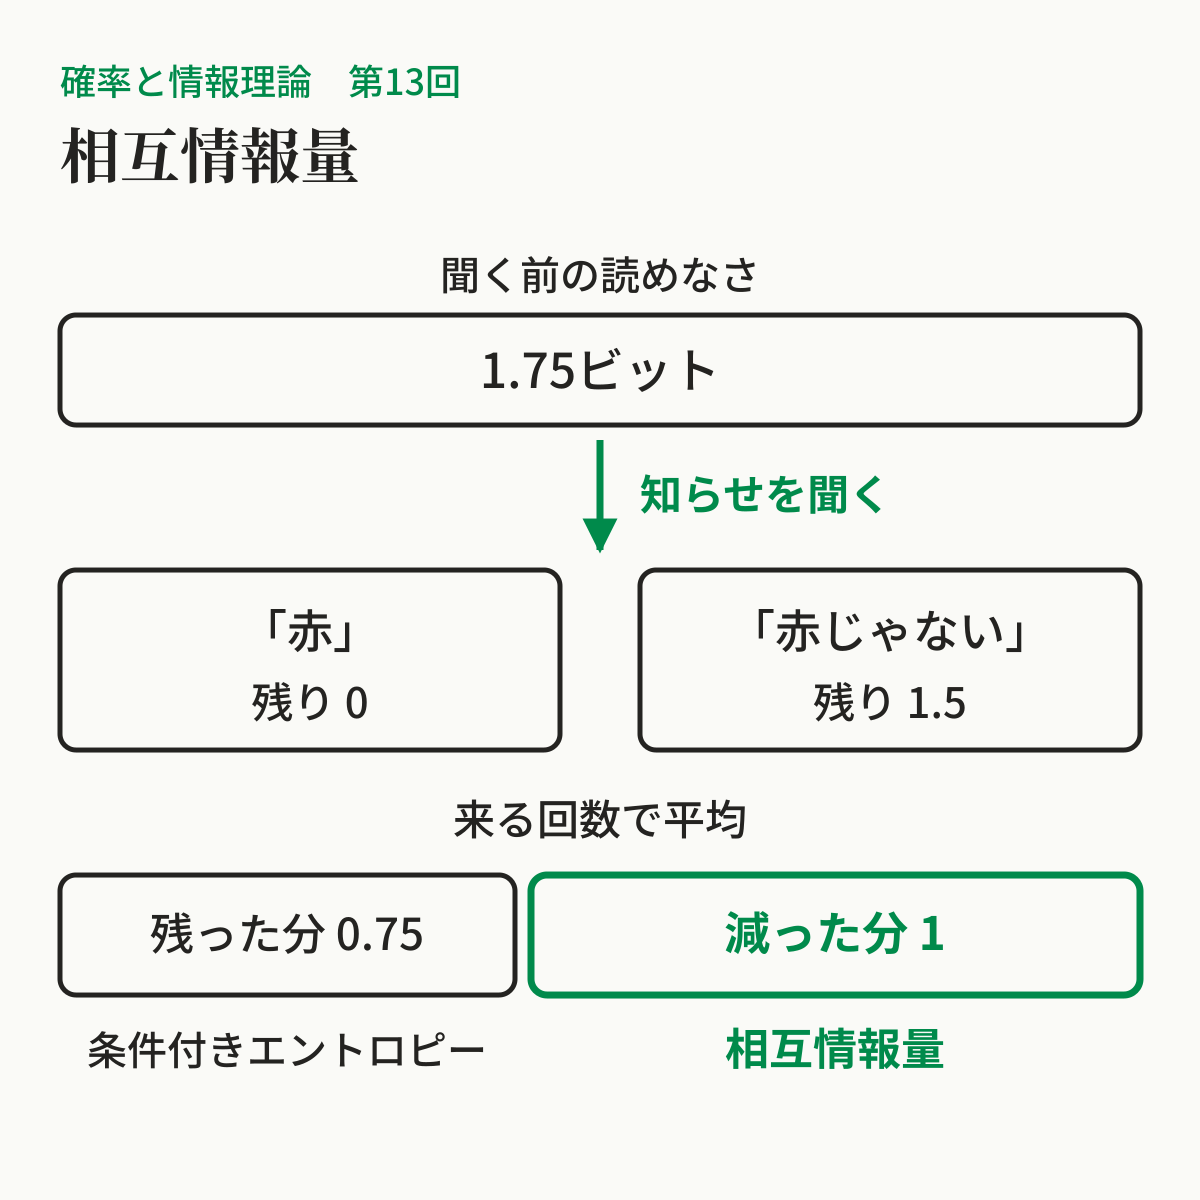 確率と情報理論　第13回
相互情報量
聞く前の読めなさ
1.75ビット
知らせを聞く
「赤」
残り 0
「赤じゃない」
残り 1.5
来る回数で平均
残った分 0.75
減った分 1
条件付きエントロピー
相互情報量